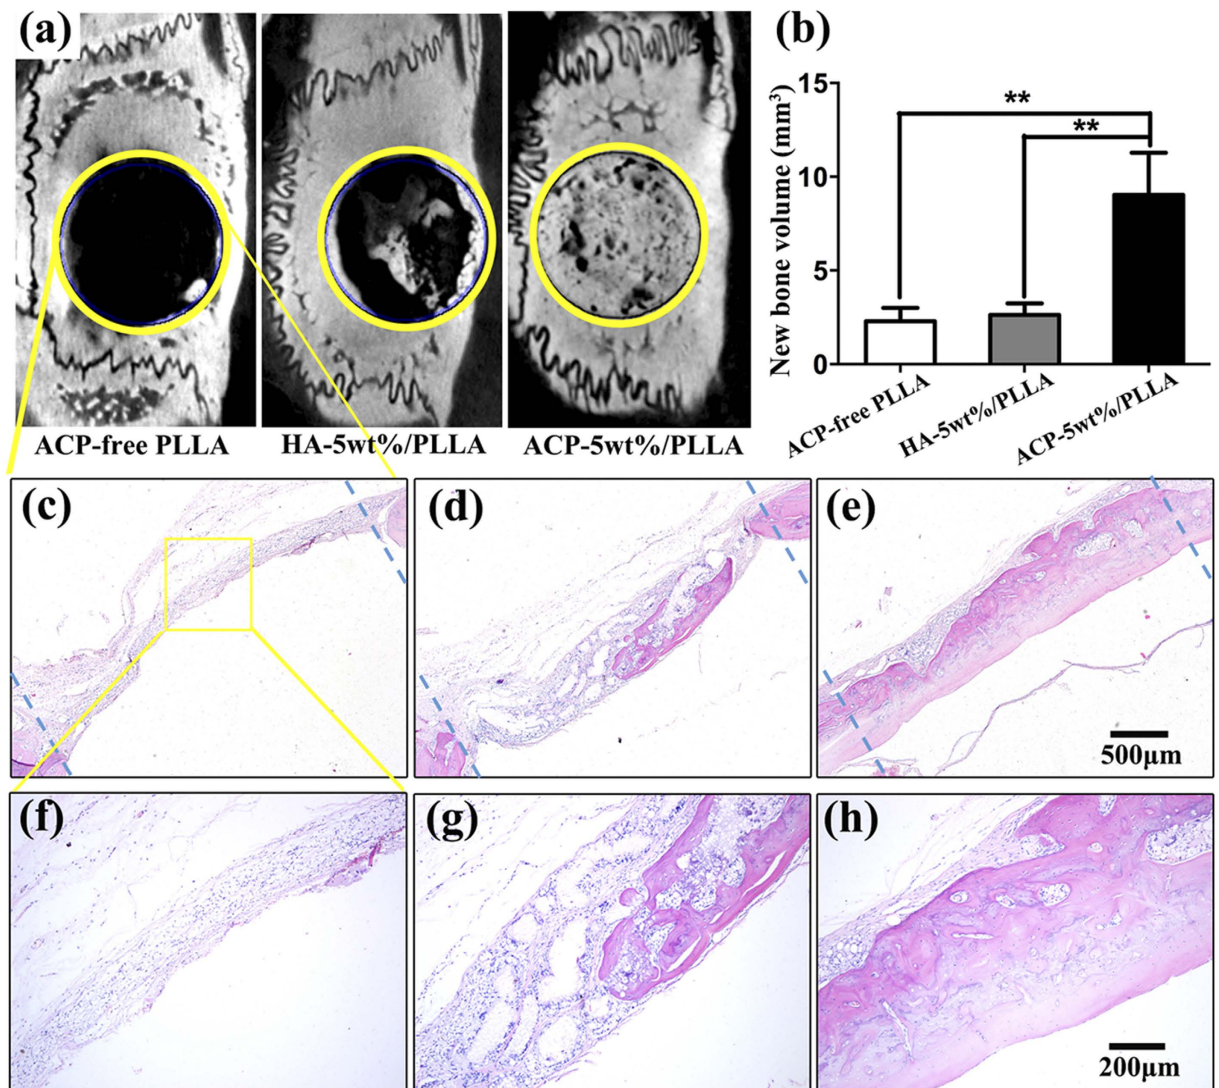 (a)
ACP-free PLLA
HA-5wt%/PLLA
ACP-5wt%/PLLA
(b)
New bone volume (mm³)
15
10
5
0
**
**
ACP-free PLLA
HA-5wt%/PLLA
ACP-5wt%/PLLA
(c)
(d)
(e)
500μm
(f)
(g)
(h)
200μm